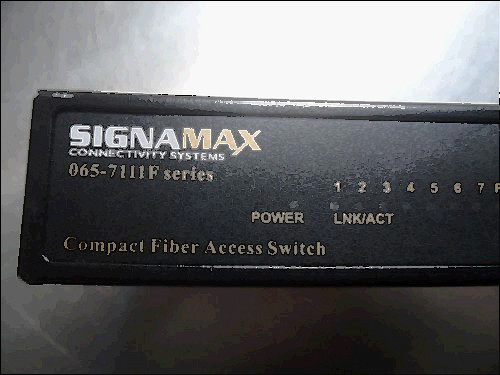 SIGNAMAX
CONNECTIVITY SYSTEMS
065-7111F series
1 2 3 4 5 6 7
POWER LNK/ACT
Compact Fiber Access Switch